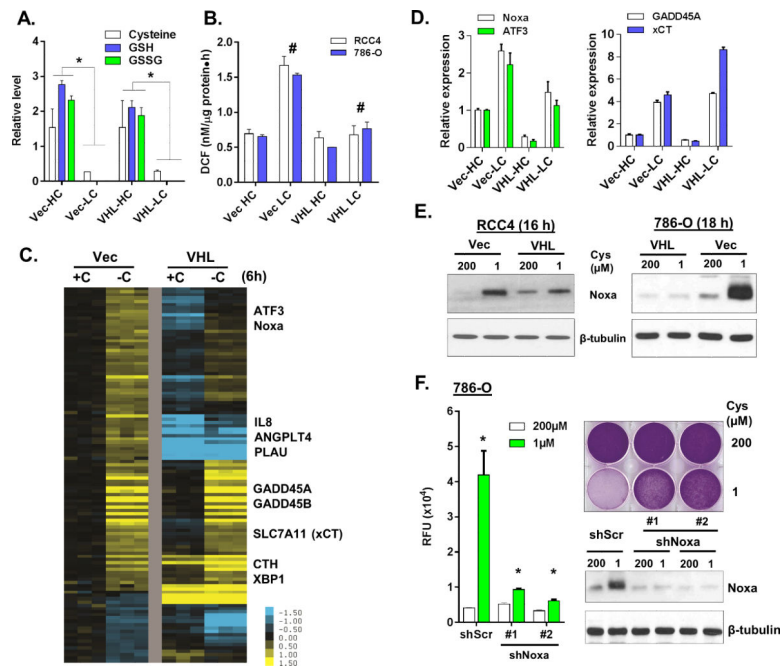 A.
Cysteine
GSH
GSSG
Relative level
4
3
2
1
0
*
*
Vec-HC
Vec-LC
VHL-HC
VHL-LC
B.
RCC4
786-O
DCF (nM/µg protein•h)
2.0
1.5
1.0
0.5
0.0
#
#
Vec HC
Vec LC
VHL HC
VHL LC
C.
Vec
VHL
+C
-C
+C
-C
(6h)
ATF3
Noxa
IL8
ANGPLT4
PLAU
GADD45A
GADD45B
SLC7A11 (xCT)
CTH
XBP1
-1.50
-1.00
-0.50
0.00
0.50
1.00
1.50
D.
Noxa
ATF3
Relative expression
3
2
1
0
Vec-HC
Vec-LC
VHL-HC
VHL-LC
GADD45A
xCT
Relative expression
10
8
6
4
2
0
Vec-HC
Vec-LC
VHL-HC
VHL-LC
E.
RCC4 (16 h)
Vec
VHL
200 1 200 1
786-O (18 h)
VHL
Vec
200 1 200 1
Cys
(µM)
Noxa
β-tubulin
F.
786-O
200µM
1µM
RFU (x10⁴)
6
5
4
3
2
1
0
*
*
*
shScr
#1
#2
shNoxa
Cys
(µM)
200
1
#1
#2
shScr
shNoxa
200 1 200 1 200 1
Noxa
β-tubulin